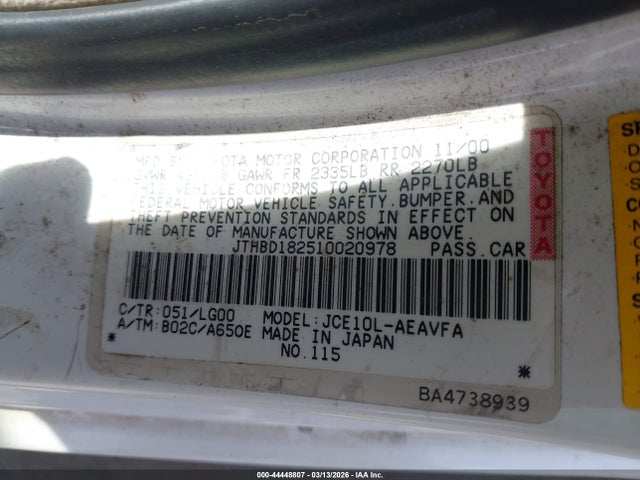 MFD BY TOYOTA MOTOR CORPORATION 11/00
GVWR GAWR FR 2335LB RR 2270LB
THIS VEHICLE CONFORMS TO ALL APPLICABLE
FEDERAL MOTOR VEHICLE SAFETY, BUMPER, AND
THEFT PREVENTION STANDARDS IN EFFECT ON
THE DATE OF MANUFACTURE SHOWN ABOVE.
JTHBD182510020978 PASS.CAR
C/TR:051/LG00 MODEL:JCE10L-AEAVFA
A/TM:B02C/A650E MADE IN JAPAN
* NO.115 *
BA4738939
TOYOTA
000-44448807 - 03/13/2026 - IAA Inc.